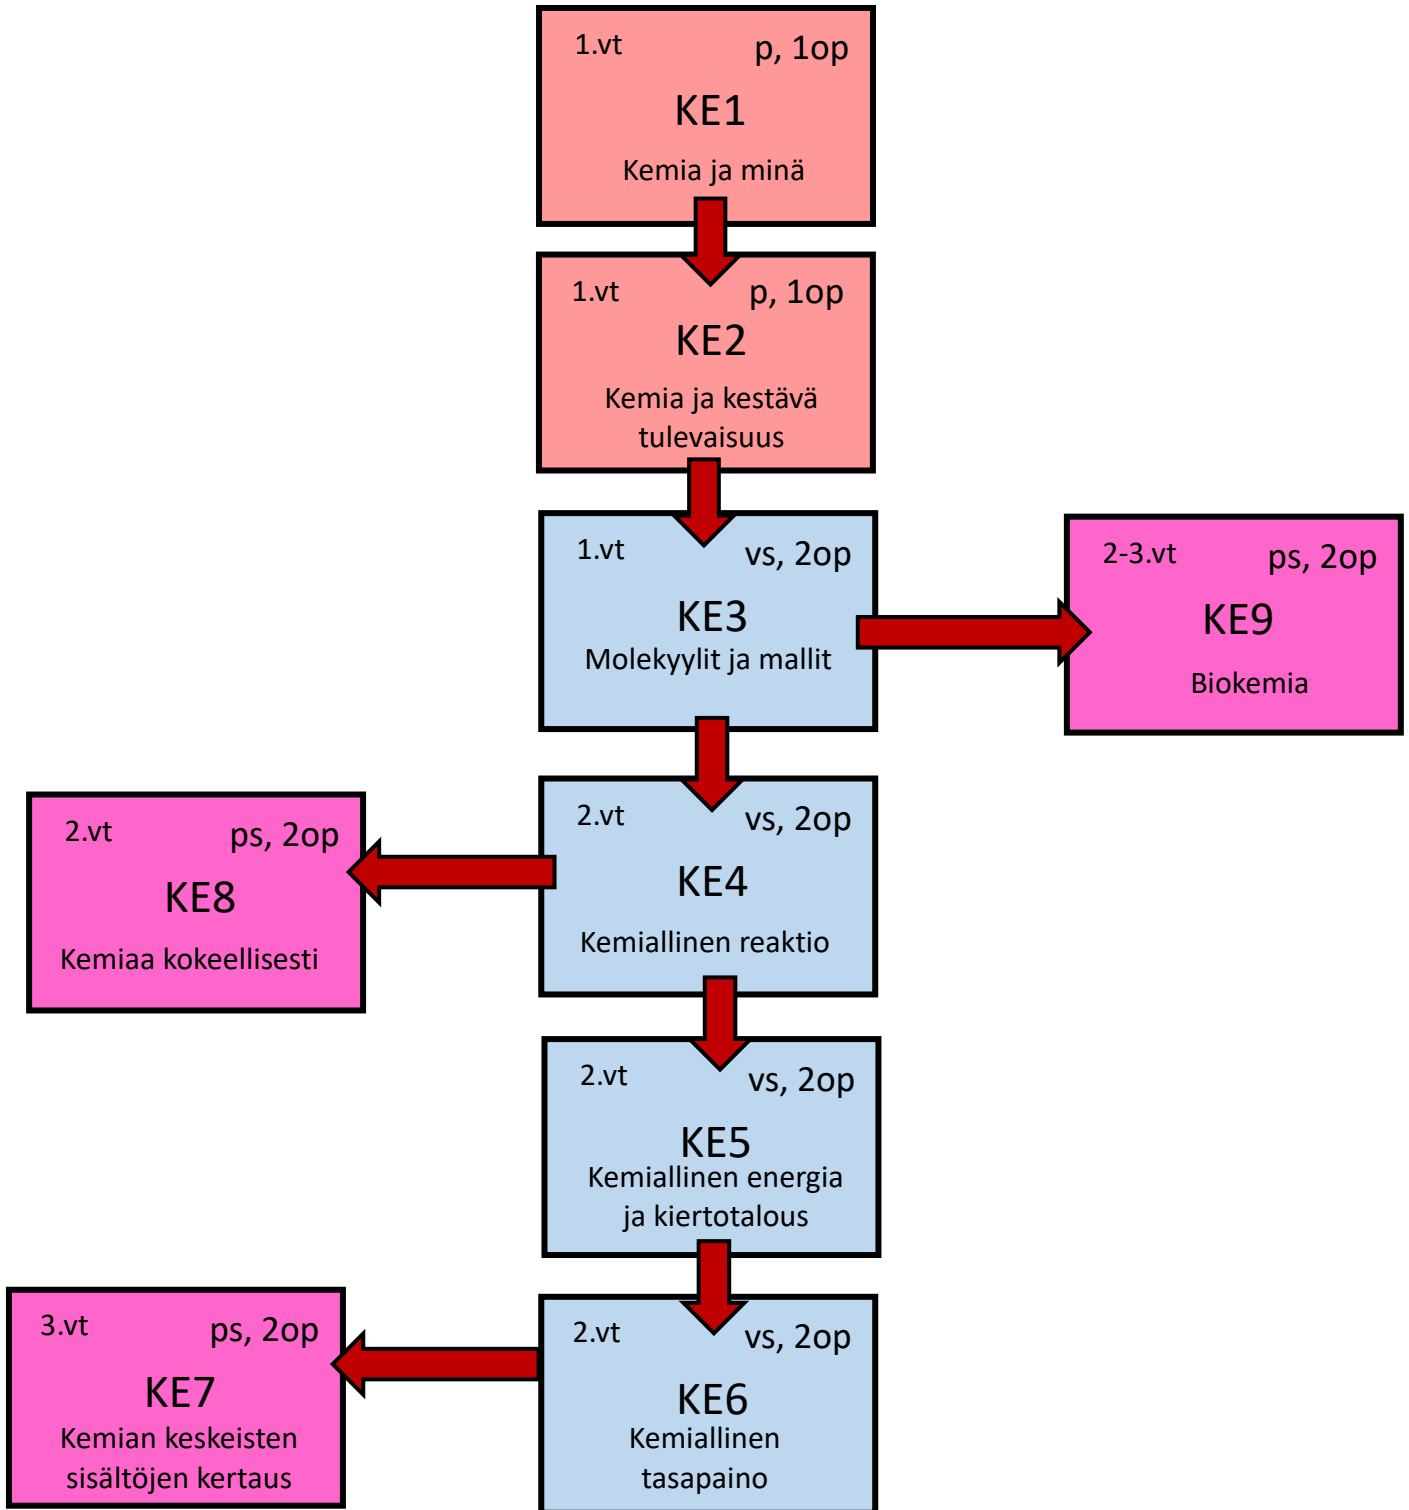 1.vt p, 1op
KE1
Kemia ja minä
1.vt p, 1op
KE2
Kemia ja kestävä
tulevaisuus
1.vt vs, 2op
KE3
Molekyylit ja mallit
2-3.vt ps, 2op
KE9
Biokemia
2.vt vs, 2op
KE4
Kemiallinen reaktio
2.vt ps, 2op
KE8
Kemiaa kokeellisesti
2.vt vs, 2op
KE5
Kemiallinen energia
ja kiertotalous
2.vt vs, 2op
KE6
Kemiallinen
tasapaino
3.vt ps, 2op
KE7
Kemian keskeisten
sisältöjen kertaus